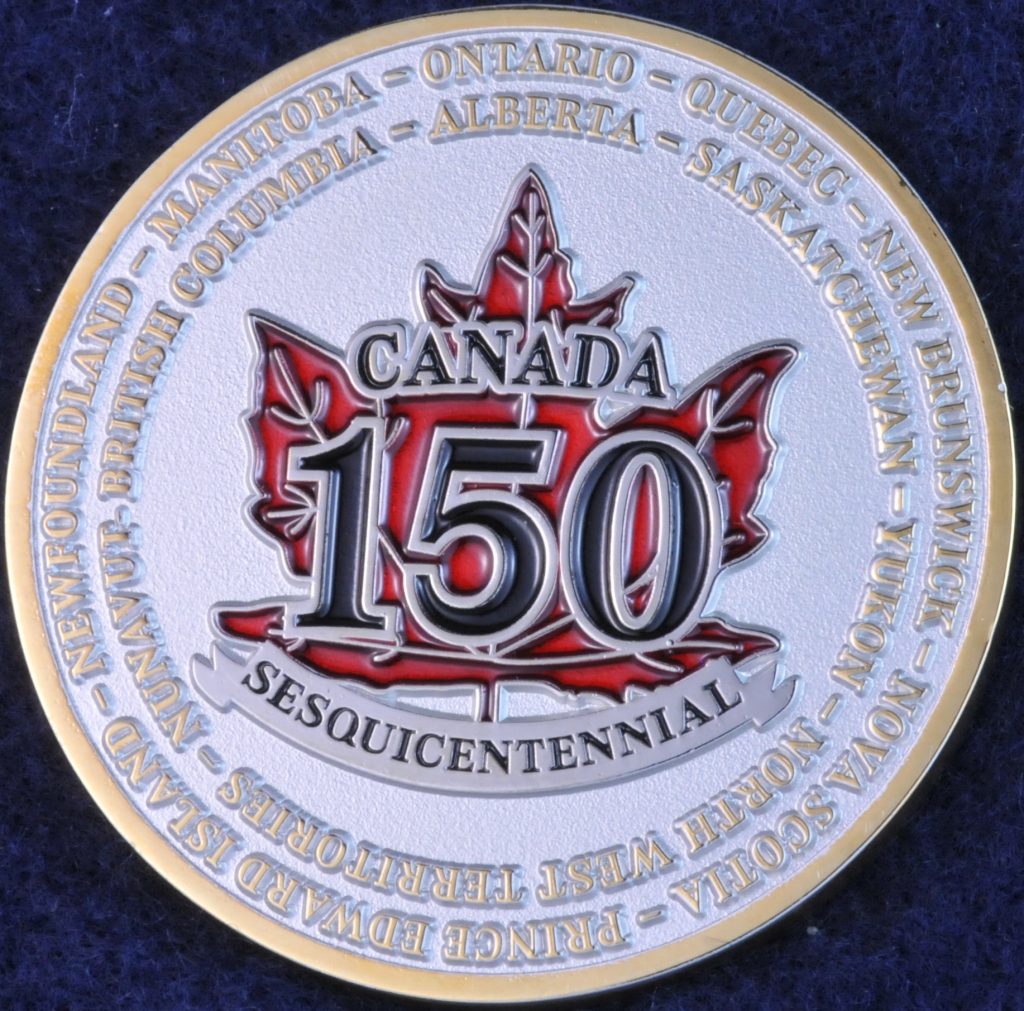 ONTARIO – QUEBEC – NEW BRUNSWICK – NOVA SCOTIA – PRINCE EDWARD ISLAND – NEWFOUNDLAND – MANITOBA –
ALBERTA – SASKATCHEWAN – YUKON – NORTH WEST TERRITORIES – NUNAVUT – BRITISH COLUMBIA –
CANADA
150
SESQUICENTENNIAL